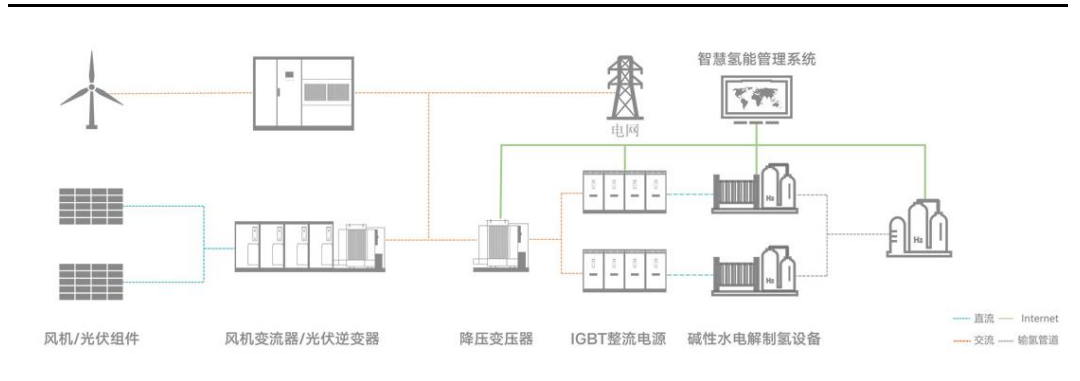 智慧氢能管理系统
电网
H₂
H₂
H₂
风机/光伏组件
风机变流器/光伏逆变器
降压变压器
IGBT整流电源
碱性水电解制氢设备
直流
Internet
交流
输氢管道